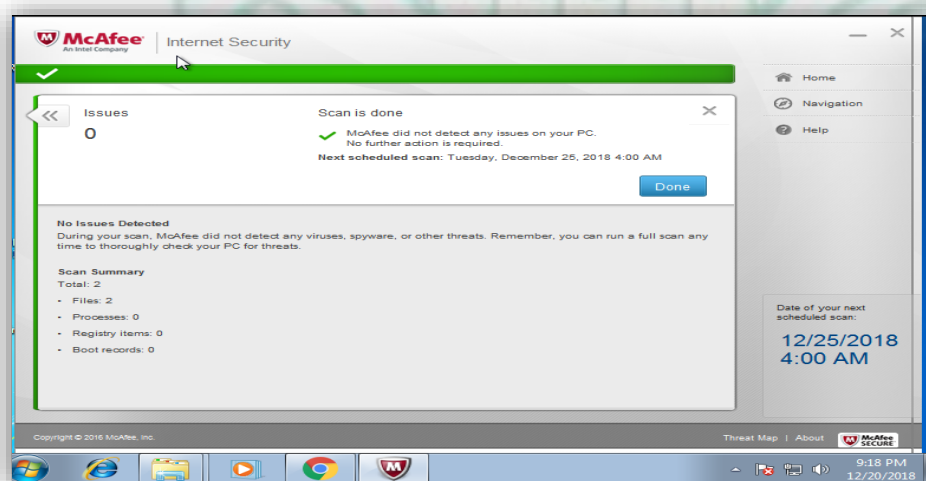 McAfee
An Intel Company
Internet Security
Home
Navigation
Help
Issues
0
Scan is done
McAfee did not detect any issues on your PC.
No further action is required.
Next scheduled scan: Tuesday, December 25, 2018 4:00 AM
Done
No Issues Detected
During your scan, McAfee did not detect any viruses, spyware, or other threats. Remember, you can run a full scan any
time to thoroughly check your PC for threats.
Scan Summary
Total: 2
• Files: 2
• Processes: 0
• Registry items: 0
• Boot records: 0
Date of your next
scheduled scan:
12/25/2018
4:00 AM
Copyright © 2016 McAfee, Inc.
Threat Map | About
McAfee
SECURE
9:18 PM
12/20/2018